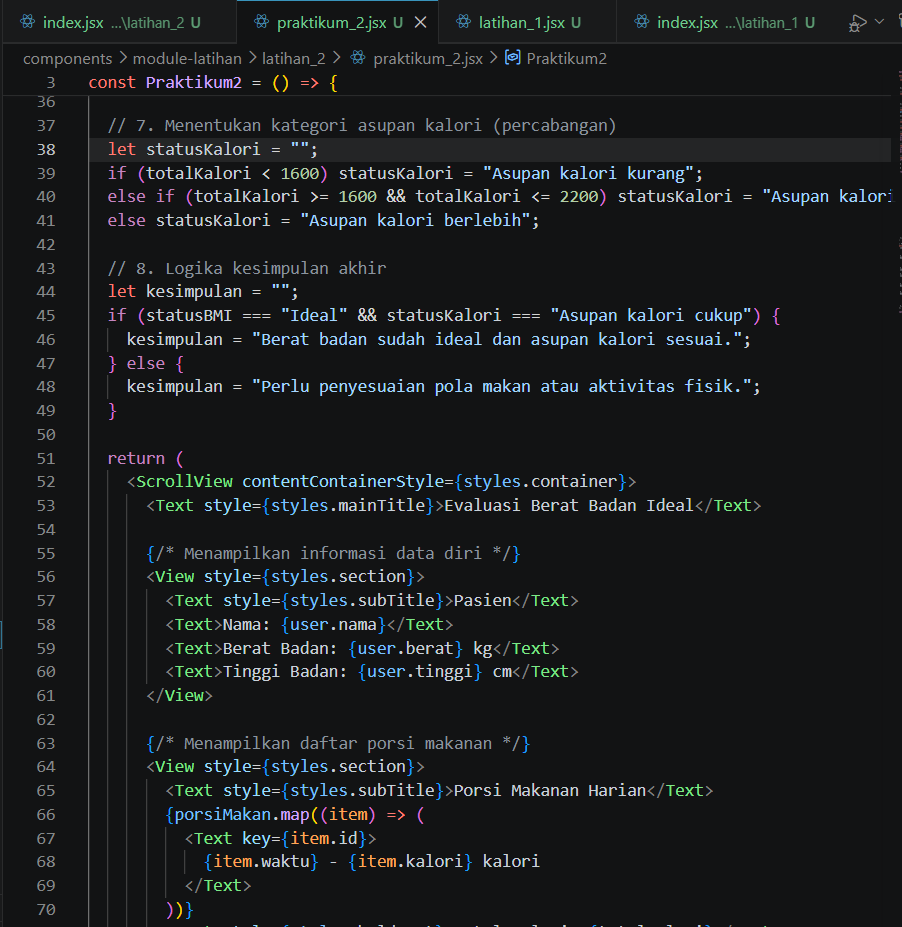 index.jsx ...\latihan_2 U praktikum_2.jsx U latihan_1.jsx U index.jsx ...\latihan_1 U
components > module-latihan > latihan_2 > praktikum_2.jsx > Praktikum2
3 const Praktikum2 = () => {
36
37 // 7. Menentukan kategori asupan kalori (percabangan)
38 let statusKalori = "";
39 if (totalKalori < 1600) statusKalori = "Asupan kalori kurang";
40 else if (totalKalori >= 1600 && totalKalori <= 2200) statusKalori = "Asupan kalori
41 else statusKalori = "Asupan kalori berlebih";
42
43 // 8. Logika kesimpulan akhir
44 let kesimpulan = "";
45 if (statusBMI === "Ideal" && statusKalori === "Asupan kalori cukup") {
46 kesimpulan = "Berat badan sudah ideal dan asupan kalori sesuai.";
47 } else {
48 kesimpulan = "Perlu penyesuaian pola makan atau aktivitas fisik.";
49 }
50
51 return (
52 <ScrollView contentContainerStyle={styles.container}>
53 <Text style={styles.mainTitle}>Evaluasi Berat Badan Ideal</Text>
54
55 {/* Menampilkan informasi data diri */}
56 <View style={styles.section}>
57 <Text style={styles.subTitle}>Pasien</Text>
58 <Text>Nama: {user.nama}</Text>
59 <Text>Berat Badan: {user.berat} kg</Text>
60 <Text>Tinggi Badan: {user.tinggi} cm</Text>
61 </View>
62
63 {/* Menampilkan daftar porsi makanan */}
64 <View style={styles.section}>
65 <Text style={styles.subTitle}>Porsi Makanan Harian</Text>
66 {porsiMakan.map((item) => (
67 <Text key={item.id}>
68 {item.waktu} - {item.kalori} kalori
69 </Text>
70 ))}